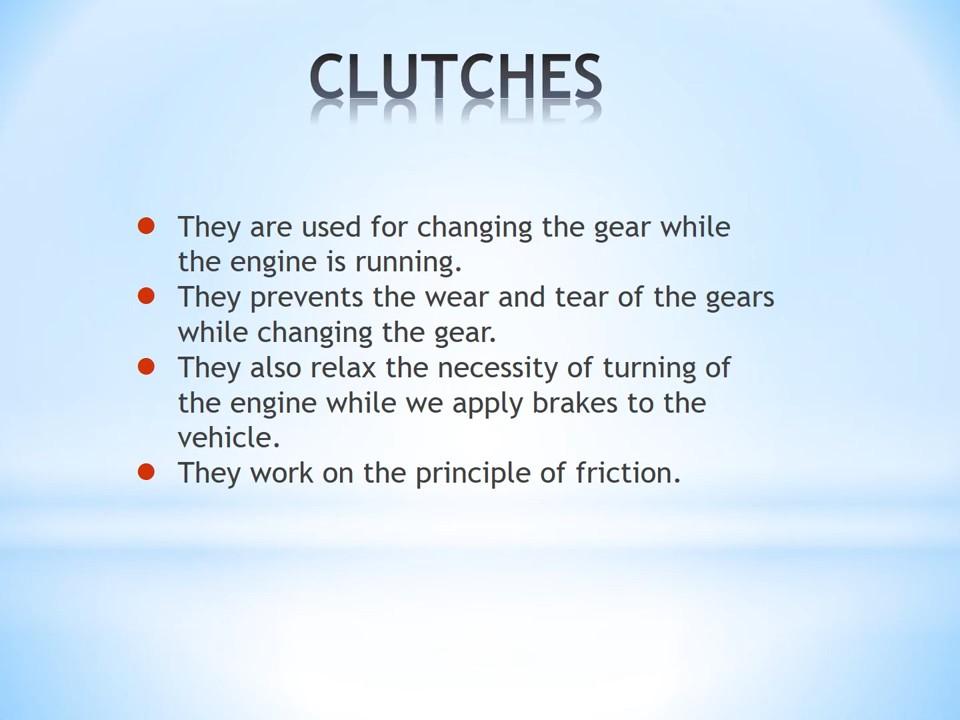 CLUTCHES
They are used for changing the gear while
the engine is running.
They prevents the wear and tear of the gears
while changing the gear.
They also relax the necessity of turning of
the engine while we apply brakes to the
vehicle.
They work on the principle of friction.